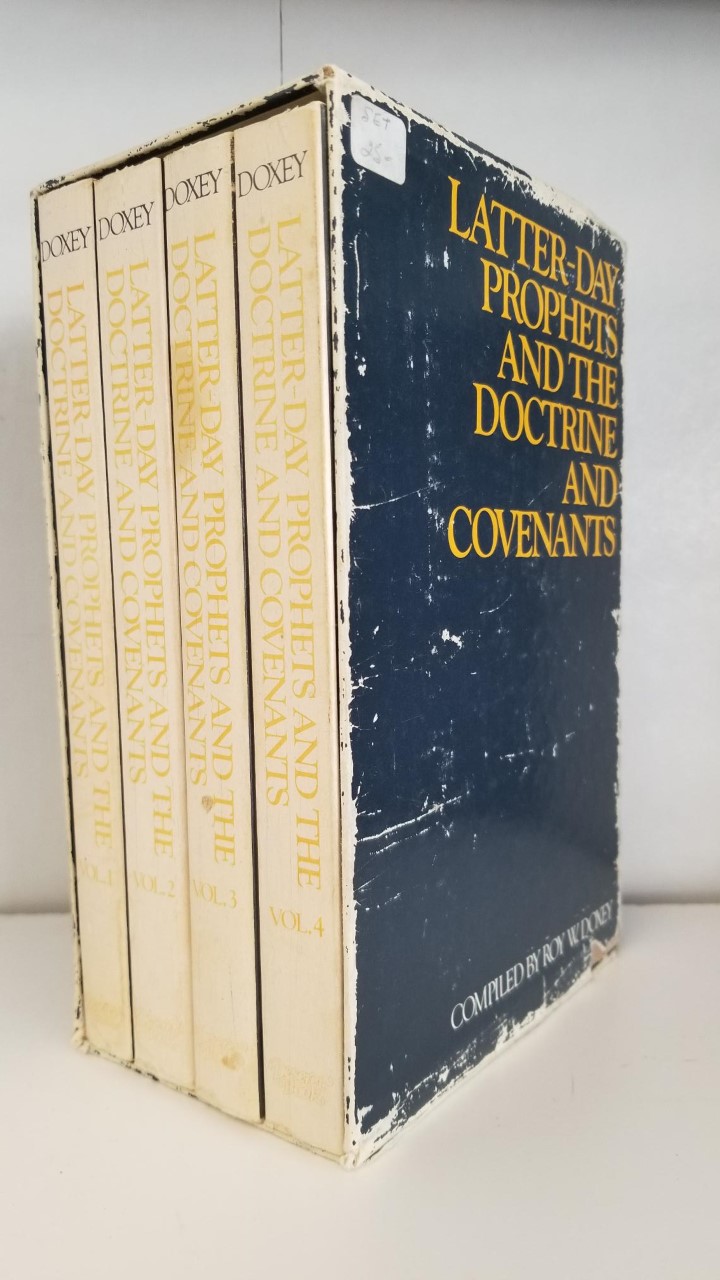 DOXEY
LATTER-DAY PROPHETS AND THE
DOCTRINE AND COVENANTS
VOL.1
DOXEY
LATTER-DAY PROPHETS AND THE
DOCTRINE AND COVENANTS
VOL.2
DOXEY
LATTER-DAY PROPHETS AND THE
DOCTRINE AND COVENANTS
VOL.3
DOXEY
LATTER-DAY PROPHETS AND THE
DOCTRINE AND COVENANTS
VOL.4
SET
25-
LATTER-DAY
PROPHETS
AND THE
DOCTRINE
AND
COVENANTS
COMPILED BY ROY W. DOXEY